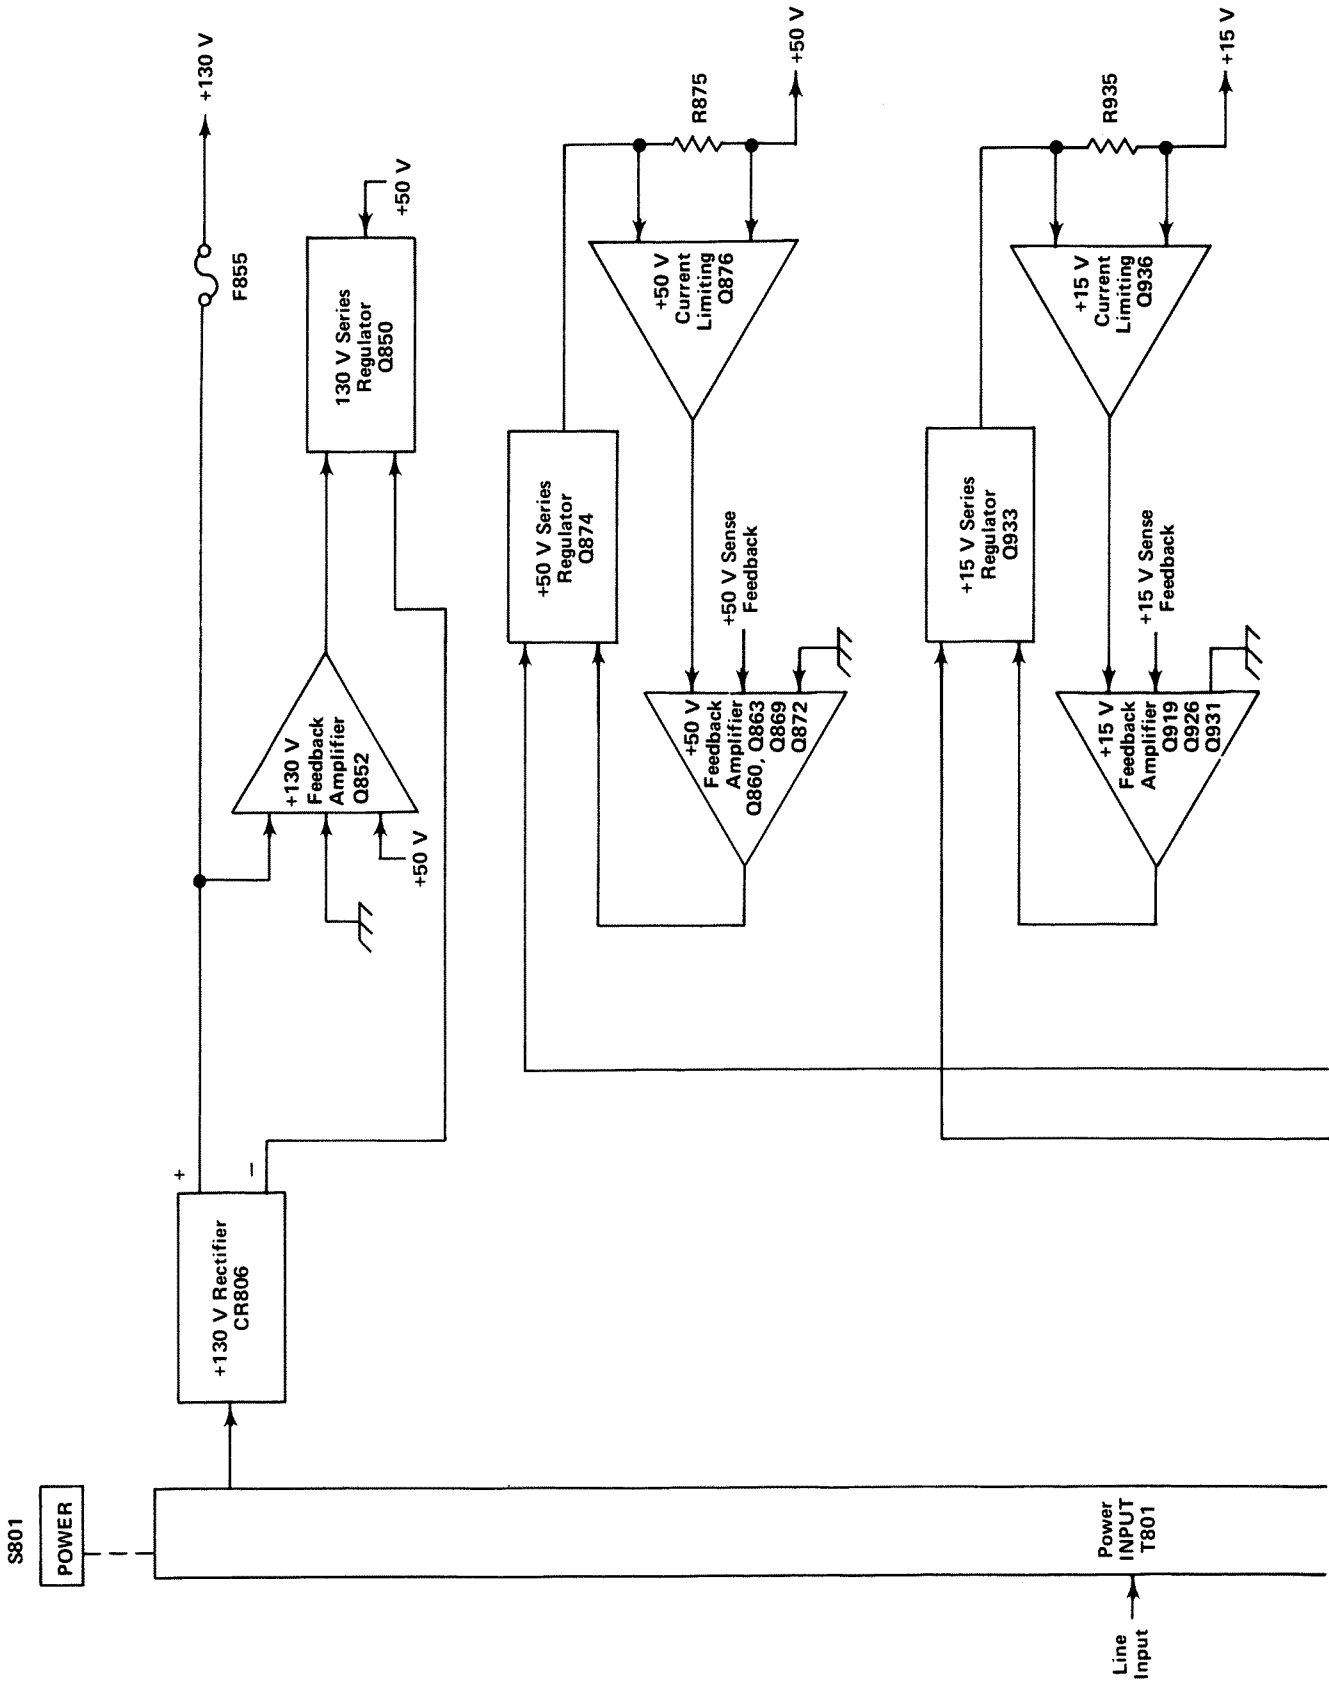 S801
POWER
Line
Input
Power
INPUT
T801
+130 V Rectifier
CR806
+
−
+130 V
Feedback
Amplifier
Q852
+50 V
130 V Series
Regulator
Q850
+50 V
F855
+130 V
+50 V Series
Regulator
Q874
+50 V
Feedback
Amplifier
Q860, Q863
Q869
Q872
+50 V Sense
Feedback
+50 V
Current
Limiting
Q876
R875
+50 V
+15 V Series
Regulator
Q933
+15 V
Feedback
Amplifier
Q919
Q926
Q931
+15 V Sense
Feedback
+15 V
Current
Limiting
Q936
R935
+15 V